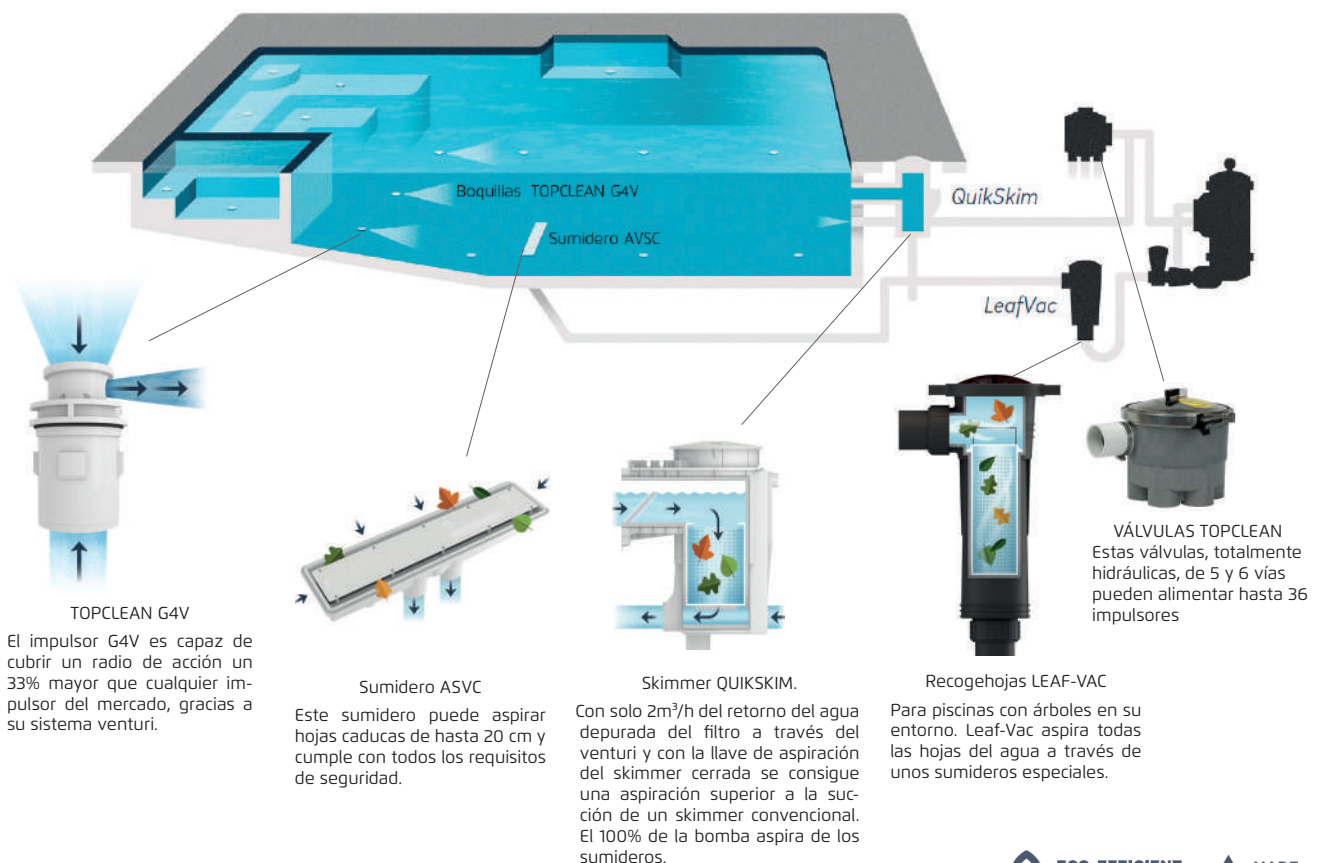 Boquillas TOPCLEAN G4V
QuikSkim
Sumidero AVSC
LeafVac
TOPCLEAN G4V
El impulsor G4V es capaz de
cubrir un radio de acción un
33% mayor que cualquier im-
pulsor del mercado, gracias a
su sistema venturi.
Sumidero ASVC
Este sumidero puede aspirar
hojas caducas de hasta 20 cm y
cumple con todos los requisitos
de seguridad.
Skimmer QUIKSKIM.
Con solo 2m³/h del retorno del agua
depurada del filtro a través del
venturi y con la llave de aspiración
del skimmer cerrada se consigue
una aspiración superior a la suc-
ción de un skimmer convencional.
El 100% de la bomba aspira de los
sumideros.
Recogehojas LEAF-VAC
Para piscinas con árboles en su
entorno. Leaf-Vac aspira todas
las hojas del agua a través de
unos sumideros especiales.
VÁLVULAS TOPCLEAN
Estas válvulas, totalmente
hidráulicas, de 5 y 6 vías
pueden alimentar hasta 36
impulsores